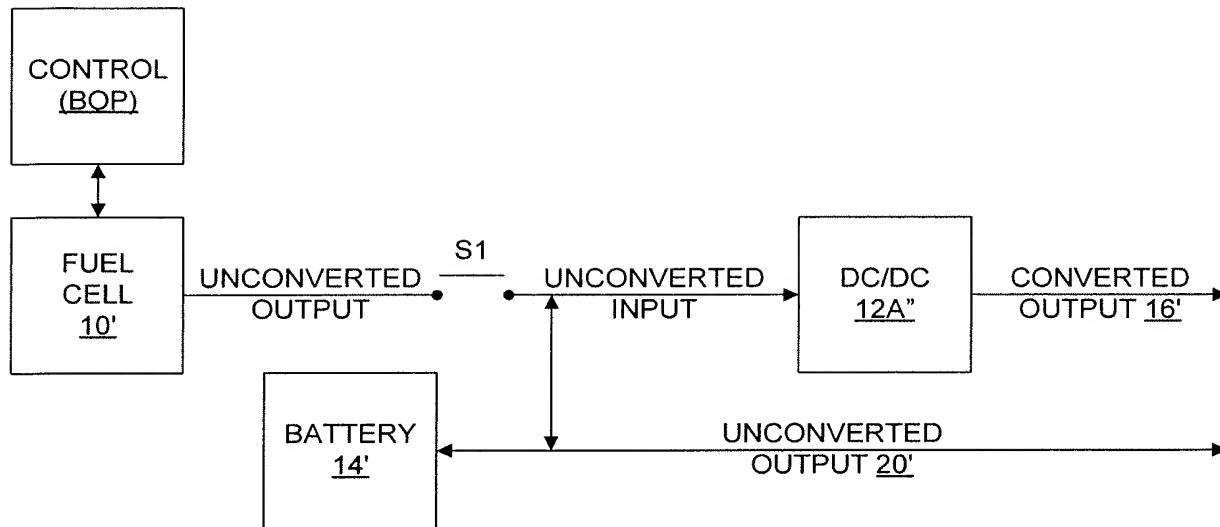 CONTROL
(BOP)
FUEL
CELL
10'
UNCONVERTED
OUTPUT
S1
UNCONVERTED
INPUT
DC/DC
12A"
CONVERTED
OUTPUT 16'
BATTERY
14'
UNCONVERTED
OUTPUT 20'